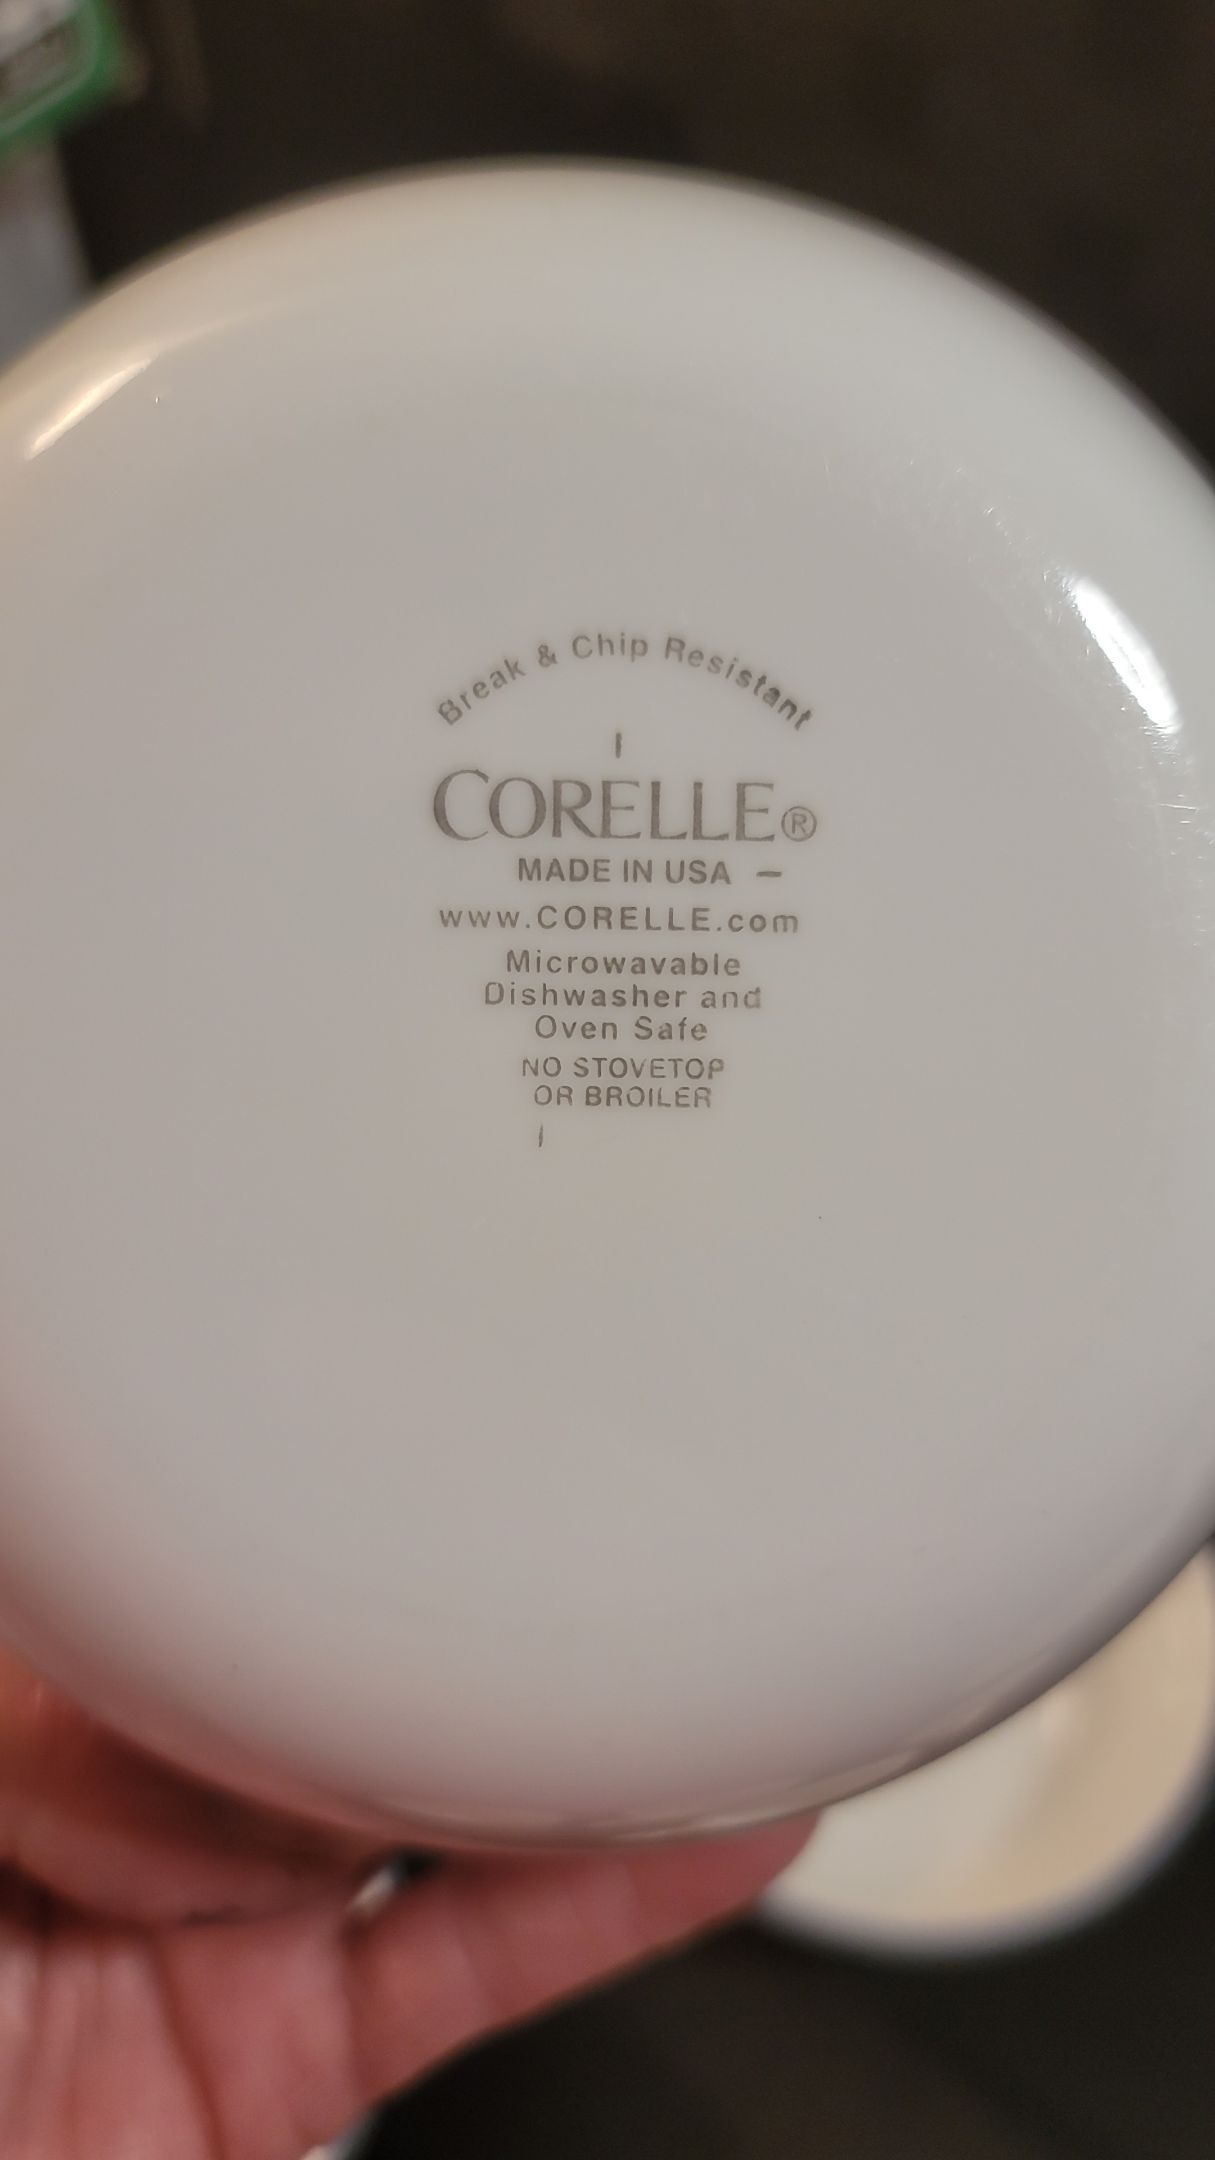 Break & Chip Resistant
CORELLE®
MADE IN USA –
www.CORELLE.com
Microwavable
Dishwasher and
Oven Safe
NO STOVETOP
OR BROILER